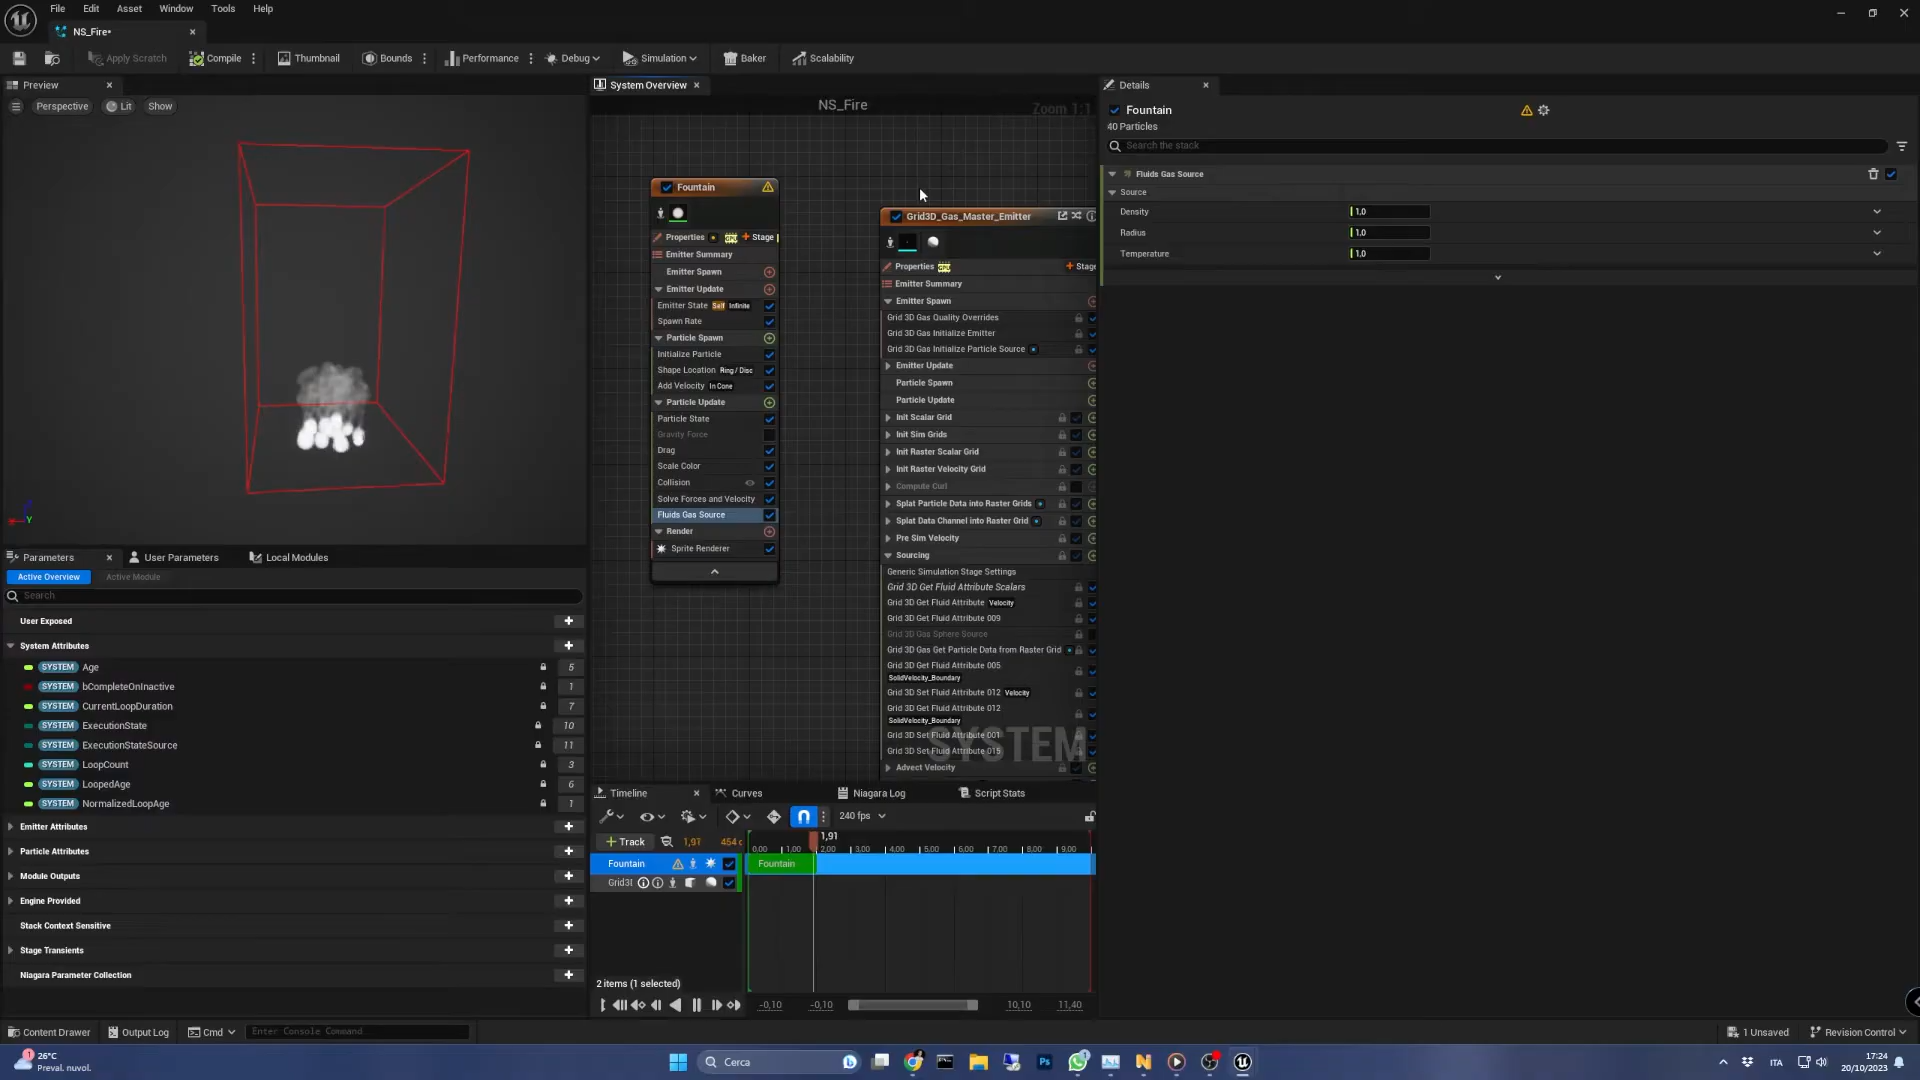 File Edit Asset Window Tools Help
NS_Fire•
Apply Scratch Compile Thumbnail Bounds Performance Debug Simulation Baker Scalability
Preview
Perspective Lit Show
System Overview
NS_Fire
Zoom 1:1
Fountain
Properties Stage
Emitter Summary
Emitter Spawn
Emitter Update
Emitter State Self Infinite
Spawn Rate
Particle Spawn
Initialize Particle
Shape Location Ring / Disc
Add Velocity In Cone
Particle Update
Particle State
Gravity Force
Drag
Scale Color
Collision
Solve Forces and Velocity
Fluids Gas Source
Render
Sprite Renderer
Grid3D_Gas_Master_Emitter
Properties Stage
Emitter Summary
Emitter Spawn
Grid 3D Gas Quality Overrides
Grid 3D Gas Initialize Emitter
Grid 3D Gas Initialize Particle Source
Emitter Update
Particle Spawn
Particle Update
Init Scalar Grid
Init Sim Grids
Init Raster Scalar Grid
Init Raster Velocity Grid
Compute Curl
Splat Particle Data into Raster Grids
Splat Data Channel into Raster Grid
Pre Sim Velocity
Sourcing
Generic Simulation Stage Settings
Grid 3D Get Fluid Attribute Scalars
Grid 3D Get Fluid Attribute Velocity
Grid 3D Get Fluid Attribute 009
Grid 3D Gas Sphere Source
Grid 3D Gas Get Particle Data from Raster Grid
Grid 3D Get Fluid Attribute 005
SolidVelocity_Boundary
Grid 3D Set Fluid Attribute 012 Velocity
Grid 3D Get Fluid Attribute 012
SolidVelocity_Boundary
Grid 3D Set Fluid Attribute 001
Grid 3D Set Fluid Attribute 015
Advect Velocity
SYSTEM
Details
Fountain
40 Particles
Search the stack
Fluids Gas Source
Source
Density 1,0
Radius 1,0
Temperature 1,0
Parameters User Parameters Local Modules
Active Overview Active Module
Search
User Exposed
System Attributes
SYSTEM Age 5
SYSTEM bCompleteOnInactive 1
SYSTEM CurrentLoopDuration 7
SYSTEM ExecutionState 10
SYSTEM ExecutionStateSource 11
SYSTEM LoopCount 3
SYSTEM LoopedAge 6
SYSTEM NormalizedLoopAge 1
Emitter Attributes
Particle Attributes
Module Outputs
Engine Provided
Stack Context Sensitive
Stage Transients
Niagara Parameter Collection
Timeline Curves Niagara Log Script Stats
240 fps
Track 1,91
1,91
0,00 1,00 2,00 3,00 4,00 5,00 6,00 7,00 8,00 9,00
Fountain Fountain
2 items (1 selected)
-0,10 -0,10 10,10 11,40
Content Drawer Output Log Cmd Enter Console Command
1 Unsaved Revision Control
1 26°C
Preval. nuvol.
Cerca
Ps
ITA
17:24
20/10/2023